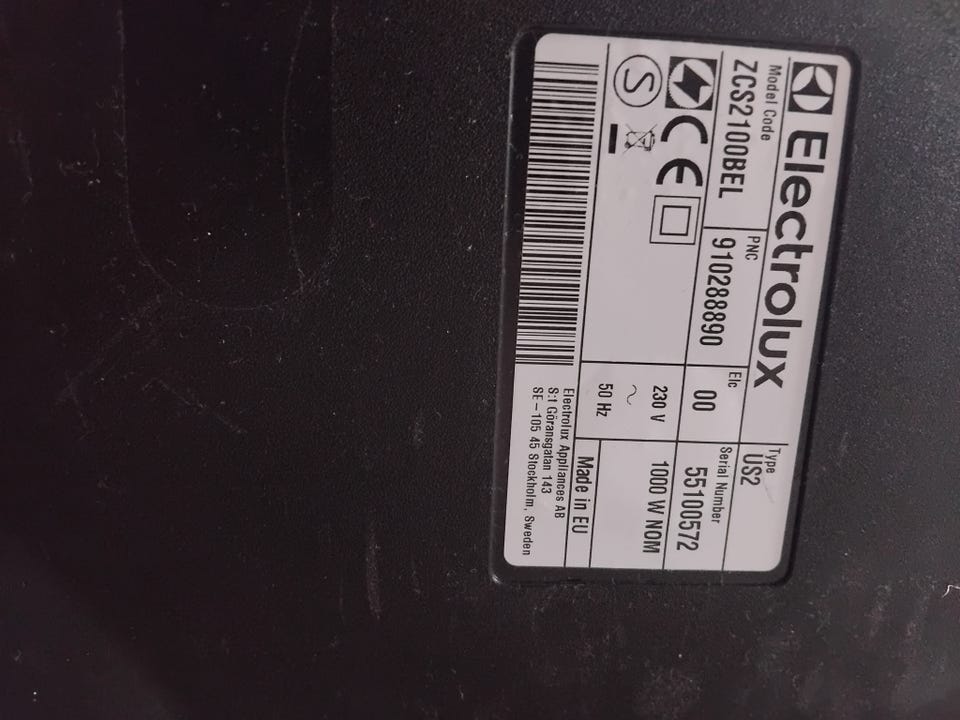 Electrolux
Type
US2
Model Code
ZCS2100BEL
PNC
910288890
Elc
00
Serial Number
55100572
CE
230 V
~
50 Hz
1000 W NOM
S
Made in EU
Electrolux Appliances AB
S:t Göransgatan 143
SE-105 45 Stockholm, Sweden